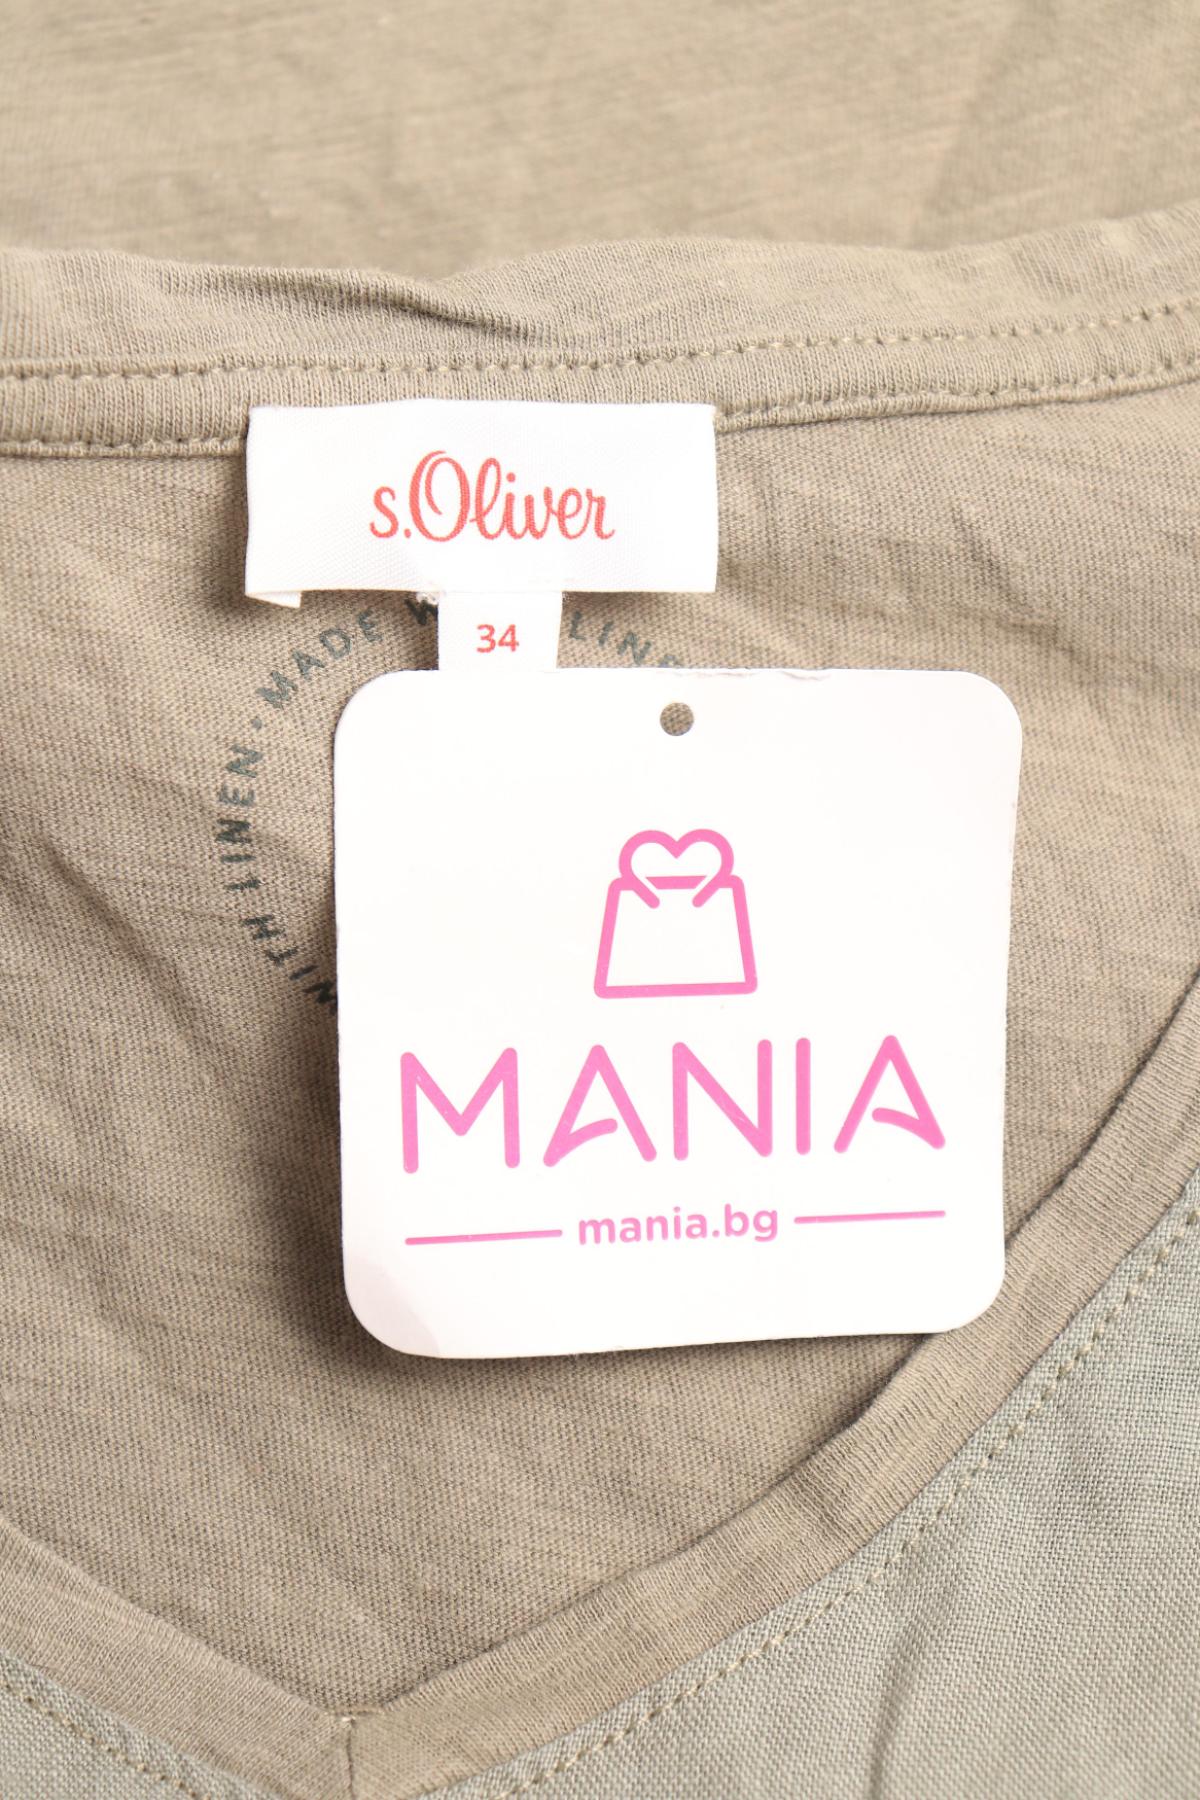 s.Oliver
34
WITH LINEN • MADE
MANIA
mania.bg